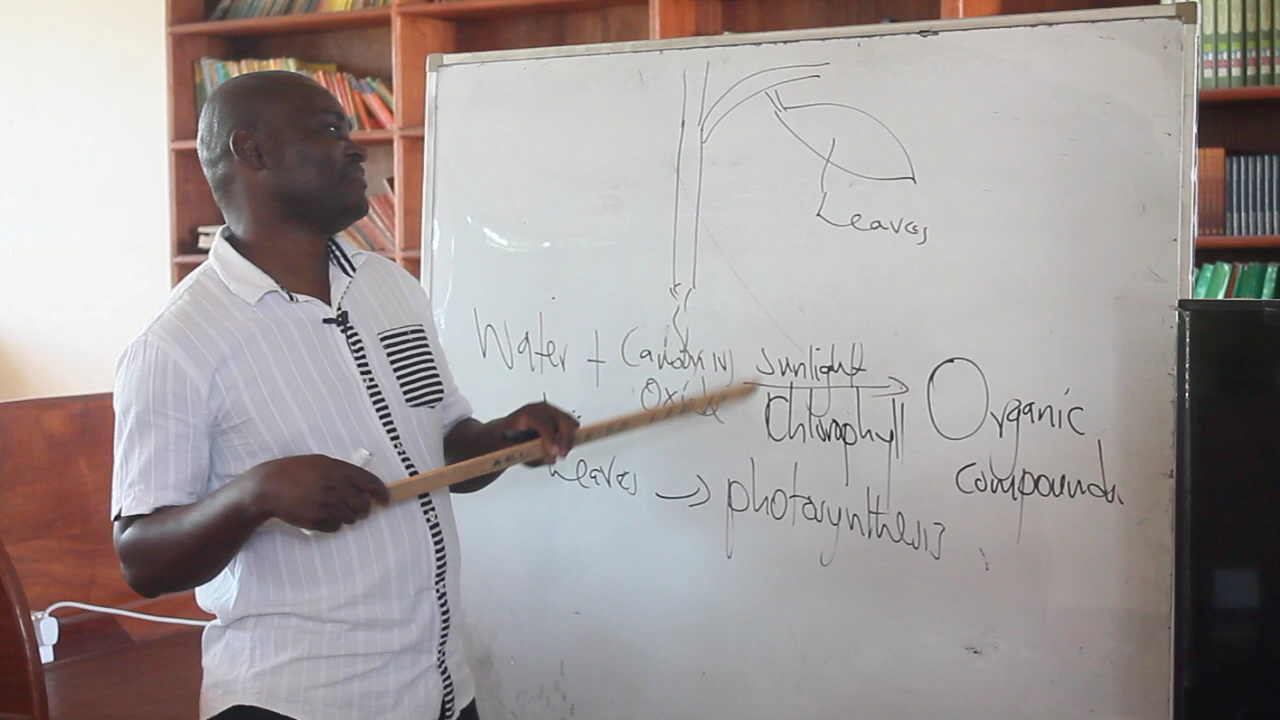 Leaves
Water + Carbon IV Sunlight
Oxide Chlorophyll Organic
compounds.
Leaves → photosynthesis